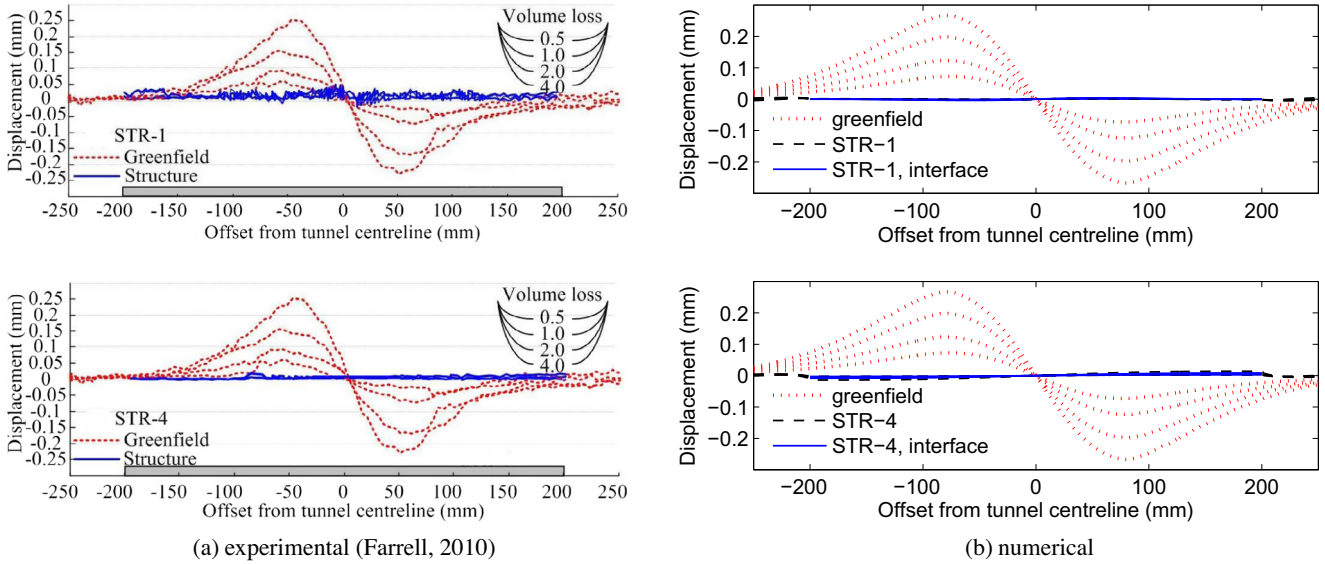 0.25
0.20
0.15
0.10
0.05
0
-0.05
-0.10
-0.15
-0.20
-0.25
Displacement (mm)
Volume loss
0.5
1.0
2.0
4.0
STR-1
Greenfield
Structure
-250 -200 -150 -100 -50 0 50 100 150 200 250
Offset from tunnel centreline (mm)
0.2
0.1
0
−0.1
−0.2
Displacement (mm)
greenfield
STR−1
STR−1, interface
−200 −100 0 100 200
Offset from tunnel centreline (mm)
0.25
0.20
0.15
0.10
0.05
0
-0.05
-0.10
-0.15
-0.20
-0.25
Displacement (mm)
Volume loss
0.5
1.0
2.0
4.0
STR-4
Greenfield
Structure
-250 -200 -150 -100 -50 0 50 100 150 200 250
Offset from tunnel centreline (mm)
0.2
0.1
0
−0.1
−0.2
Displacement (mm)
greenfield
STR−4
STR−4, interface
−200 −100 0 100 200
Offset from tunnel centreline (mm)
(a) experimental (Farrell, 2010)
(b) numerical